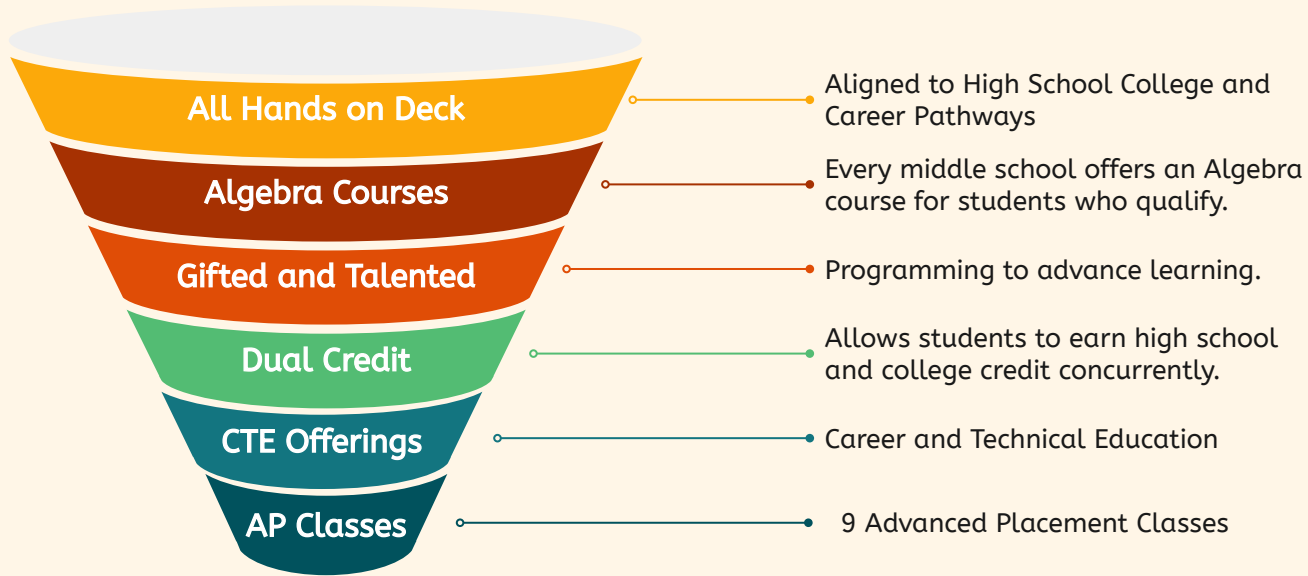 All Hands on Deck
Aligned to High School College and
Career Pathways
Algebra Courses
Every middle school offers an Algebra
course for students who qualify.
Gifted and Talented
Programming to advance learning.
Dual Credit
Allows students to earn high school
and college credit concurrently.
CTE Offerings
Career and Technical Education
AP Classes
9 Advanced Placement Classes